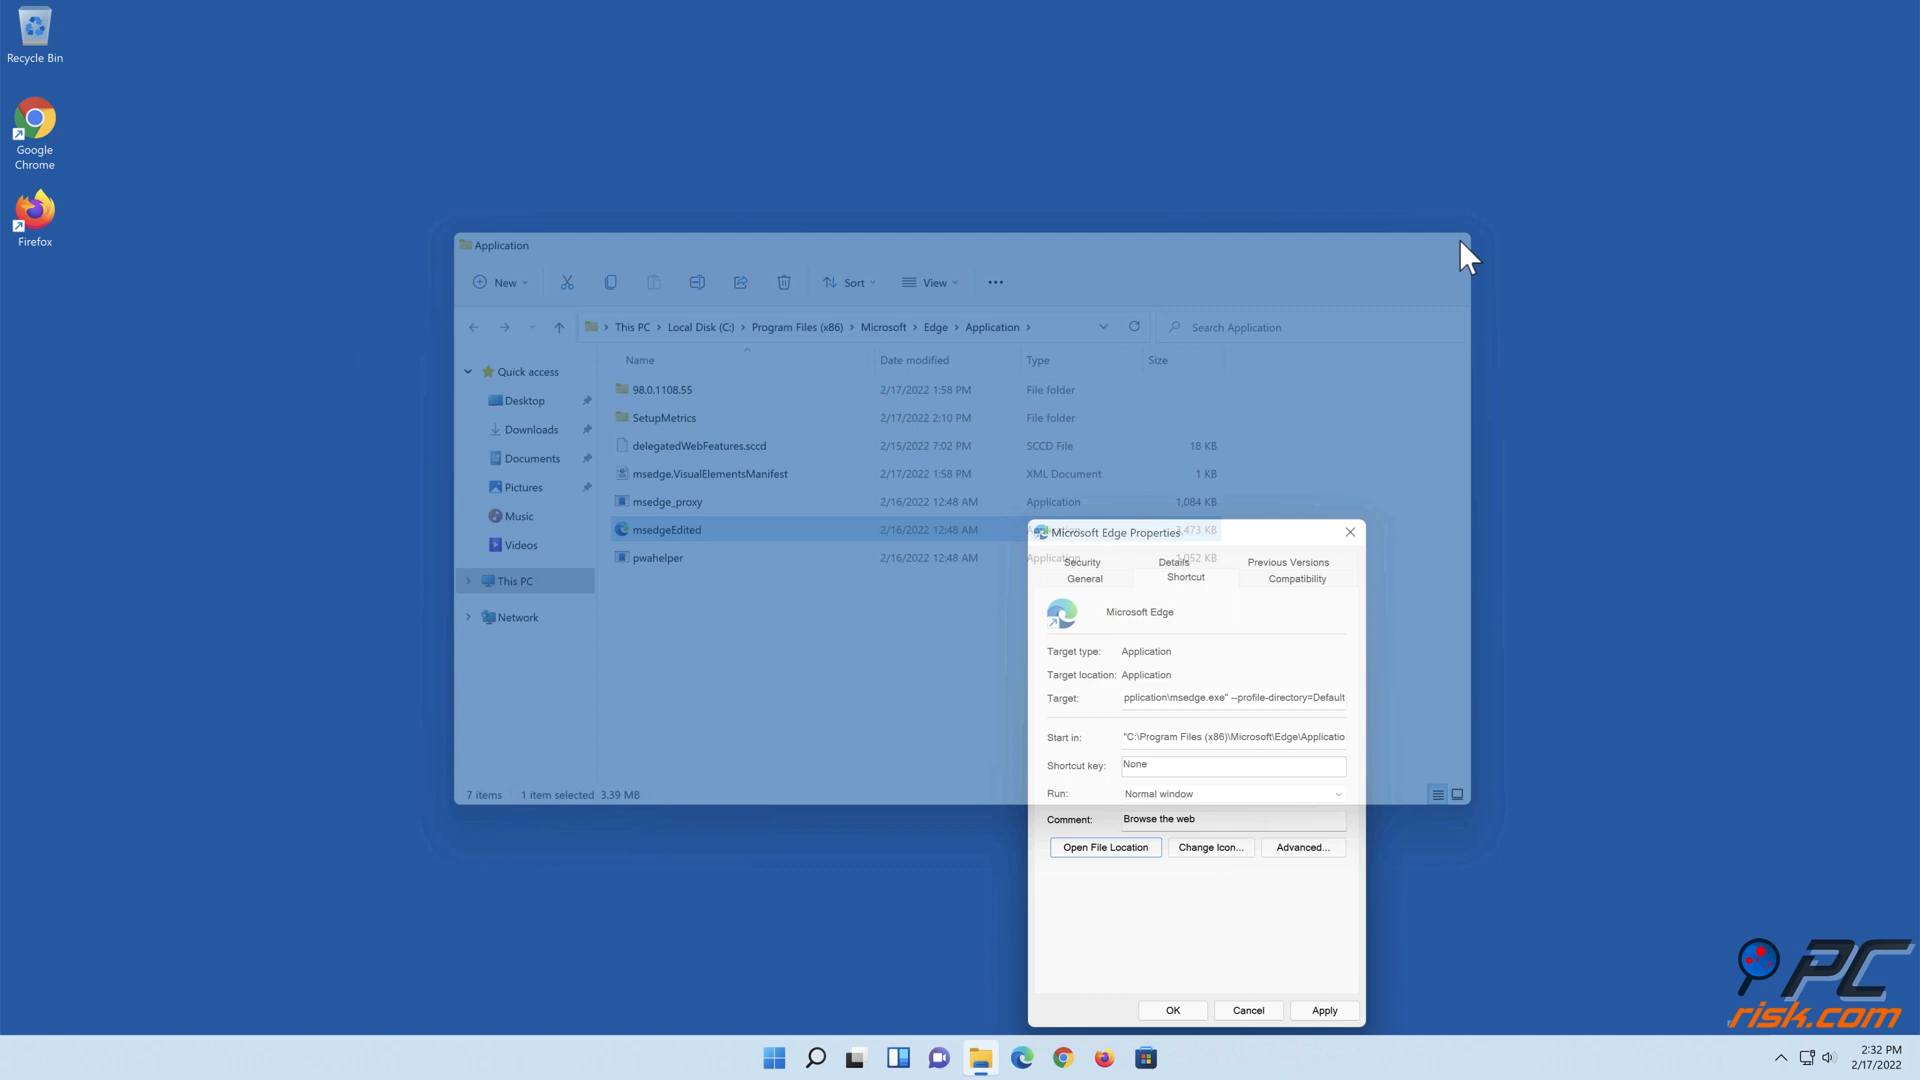 Recycle Bin
Google
Chrome
Firefox
Application
New
Sort
View
This PC > Local Disk (C:) > Program Files (x86) > Microsoft > Edge > Application >
Search Application
Name
Date modified
Type
Size
Quick access
Desktop
Downloads
Documents
Pictures
Music
Videos
This PC
Network
98.0.1108.55 2/17/2022 1:58 PM File folder
SetupMetrics 2/17/2022 2:10 PM File folder
delegatedWebFeatures.sccd 2/15/2022 7:02 PM SCCD File 18 KB
msedge.VisualElementsManifest 2/17/2022 1:58 PM XML Document 1 KB
msedge_proxy 2/16/2022 12:48 AM Application 1,084 KB
msedgeEdited 2/16/2022 12:48 AM Application 3,473 KB
pwahelper 2/16/2022 12:48 AM Application 1,052 KB
7 items
1 item selected 3.39 MB
Microsoft Edge Properties
Security
Details
Previous Versions
General
Shortcut
Compatibility
Microsoft Edge
Target type: Application
Target location: Application
Target: pplication\msedge.exe" --profile-directory=Default
Start in: "C:\Program Files (x86)\Microsoft\Edge\Applicatio
Shortcut key: None
Run: Normal window
Comment: Browse the web
Open File Location
Change Icon...
Advanced...
OK
Cancel
Apply
PC
risk.com
2:32 PM
2/17/2022